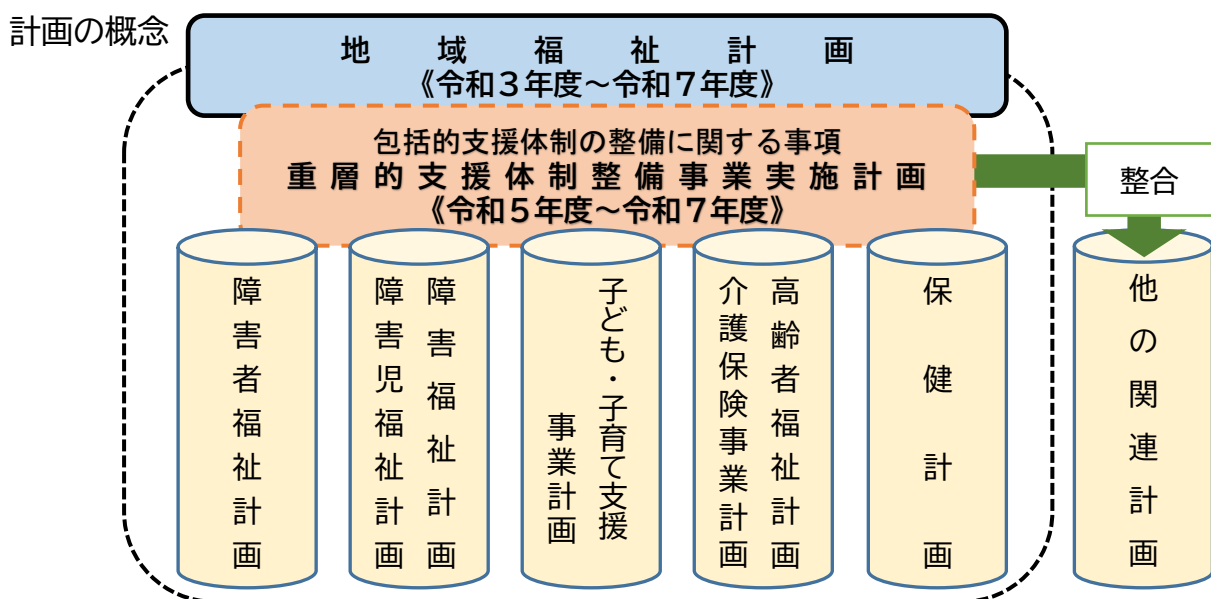 計画の概念
地域福祉計画
《令和３年度～令和７年度》
包括的支援体制の整備に関する事項
重層的支援体制整備事業実施計画
《令和５年度～令和７年度》
整合
障害者福祉計画
障害福祉計画
障害児福祉計画
子ども・子育て支援
事業計画
高齢者福祉計画
介護保険事業計画
保健計画
他の関連計画